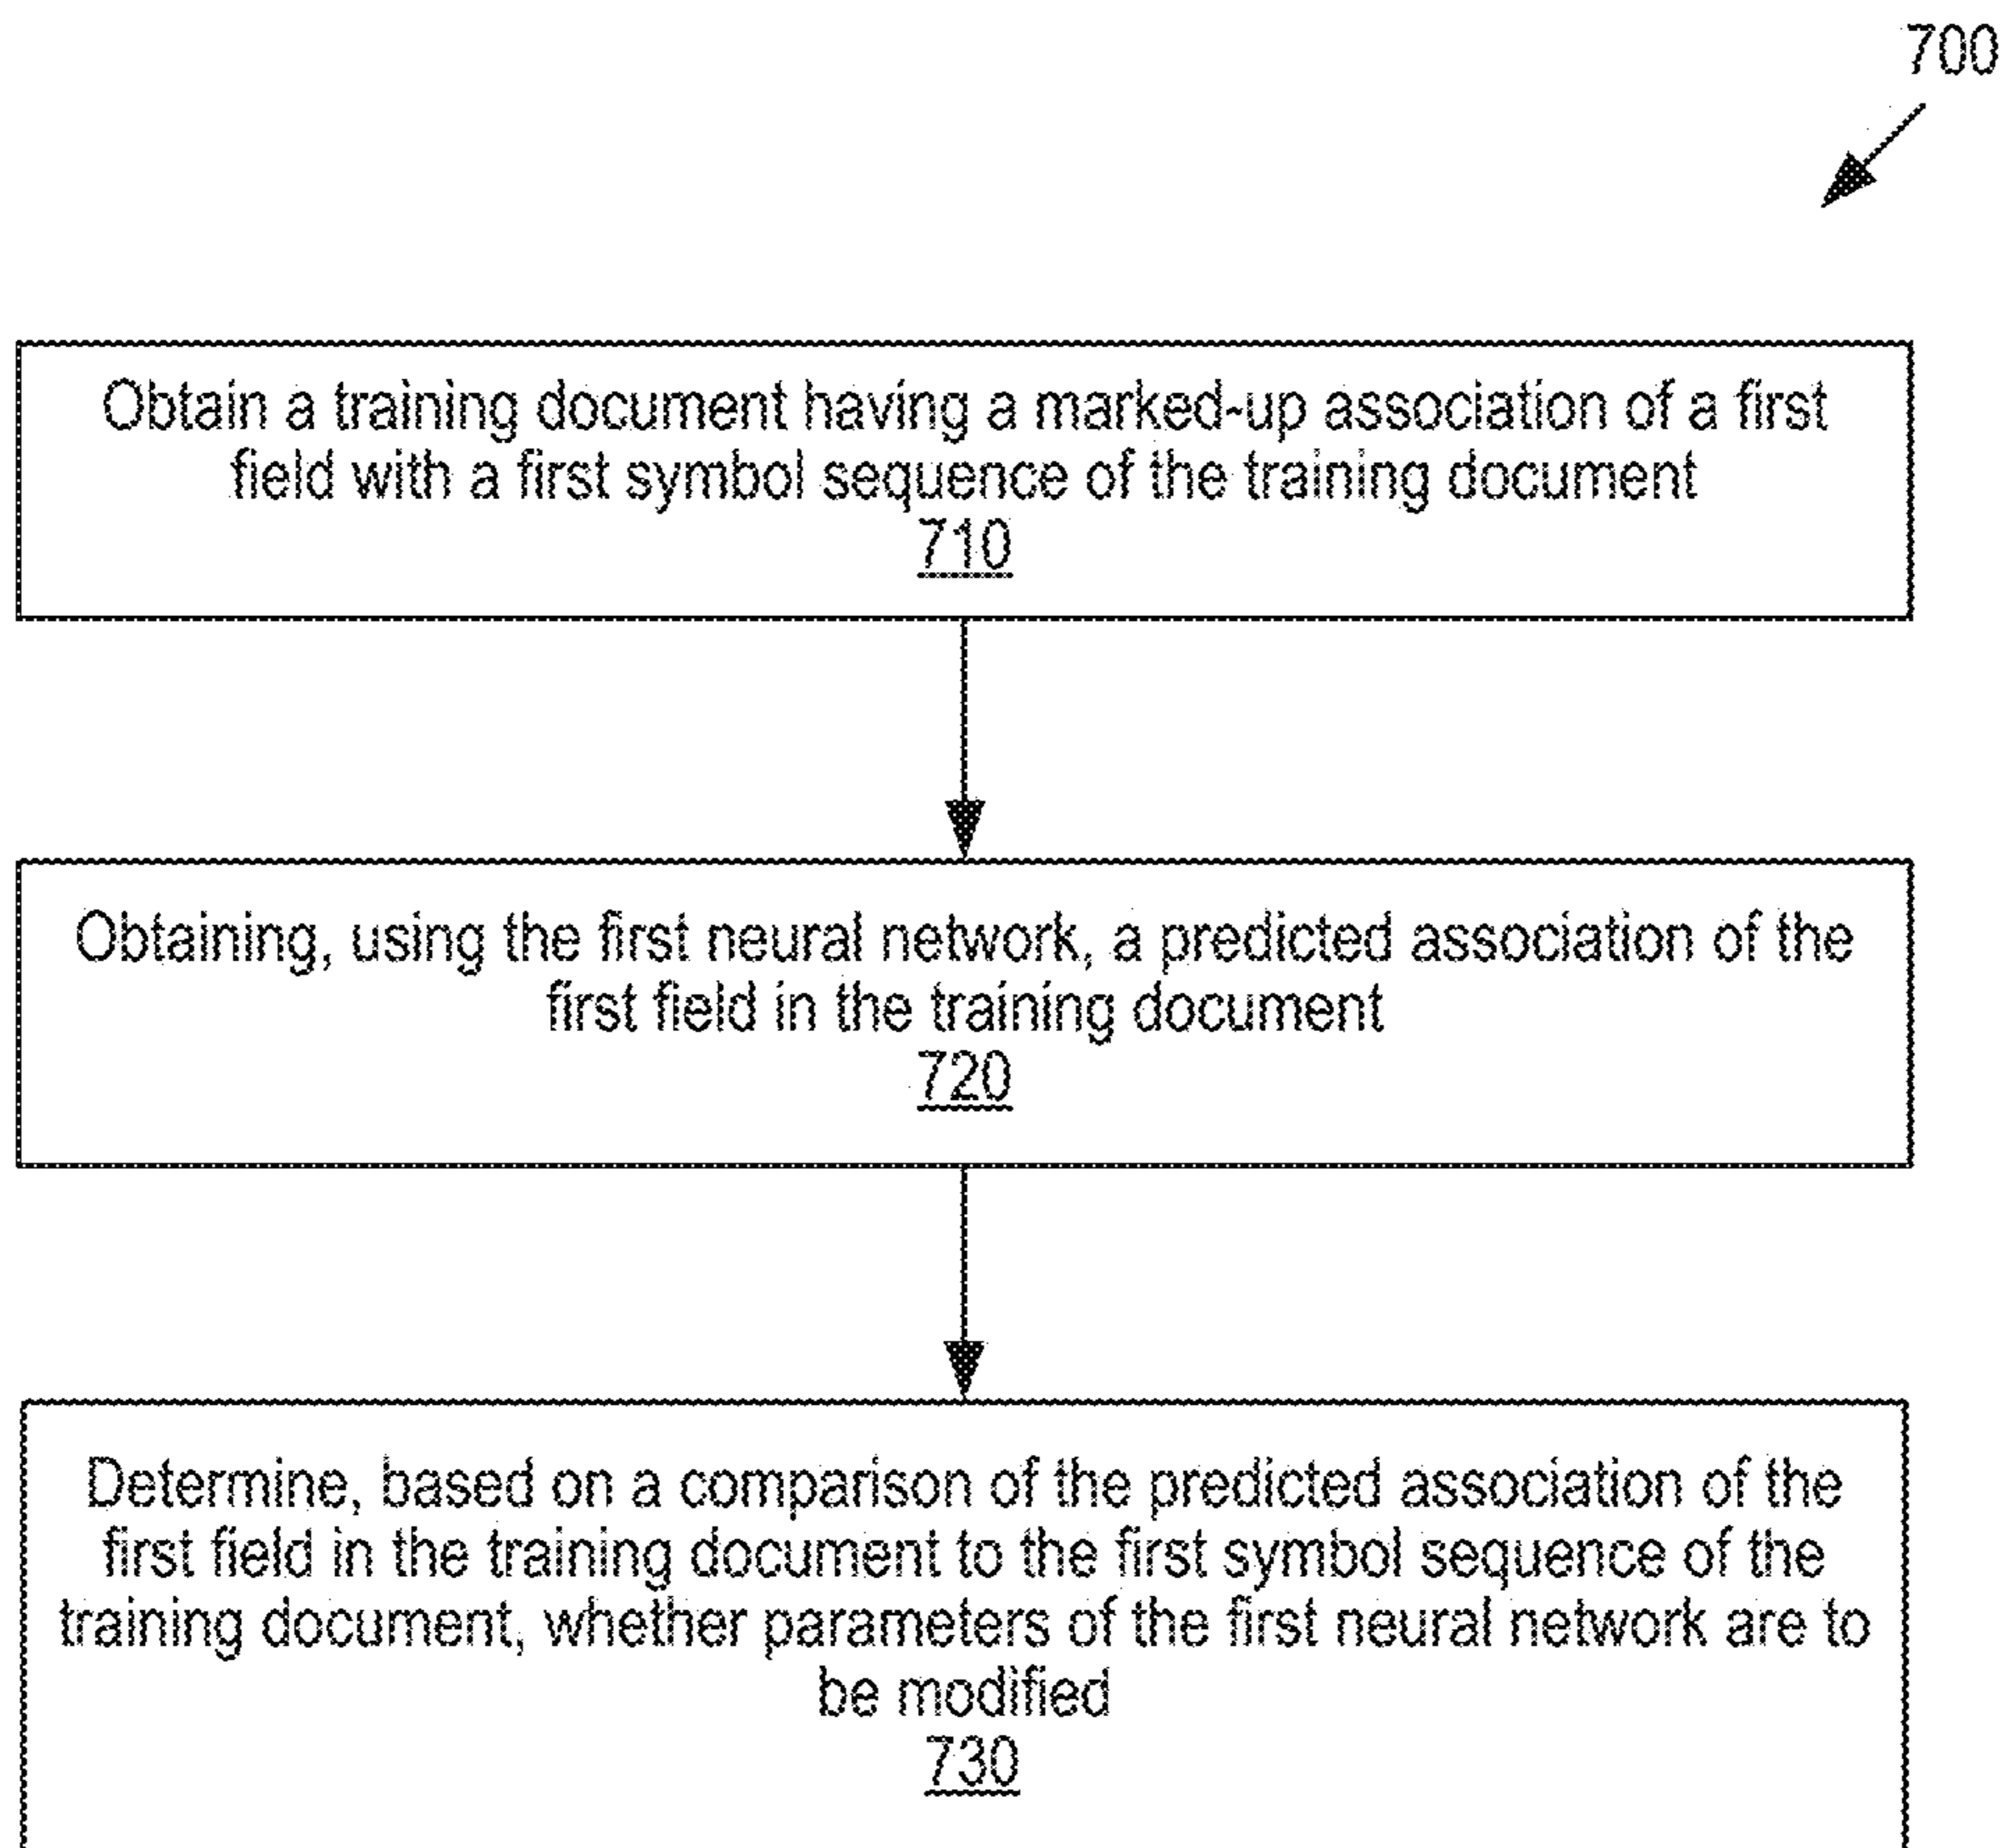 700
Obtain a training document having a marked-up association of a first
field with a first symbol sequence of the training document
710
Obtaining, using the first neural network, a predicted association of the
first field in the training document
720
Determine, based on a comparison of the predicted association of the
first field in the training document to the first symbol sequence of the
training document, whether parameters of the first neural network are to
be modified
730